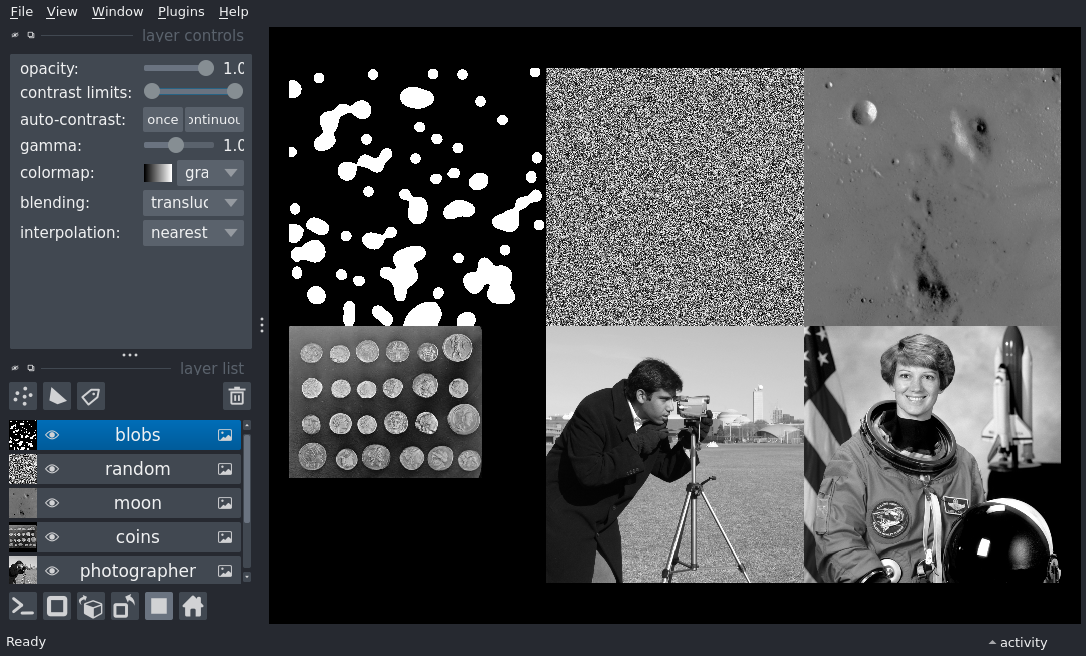 File View Window Plugins Help
layer controls
opacity: 1.0
contrast limits:
auto-contrast: once ontinuou
gamma: 1.0
colormap: gra
blending: transluc
interpolation: nearest
layer list
blobs
random
moon
coins
photographer
Ready
activity